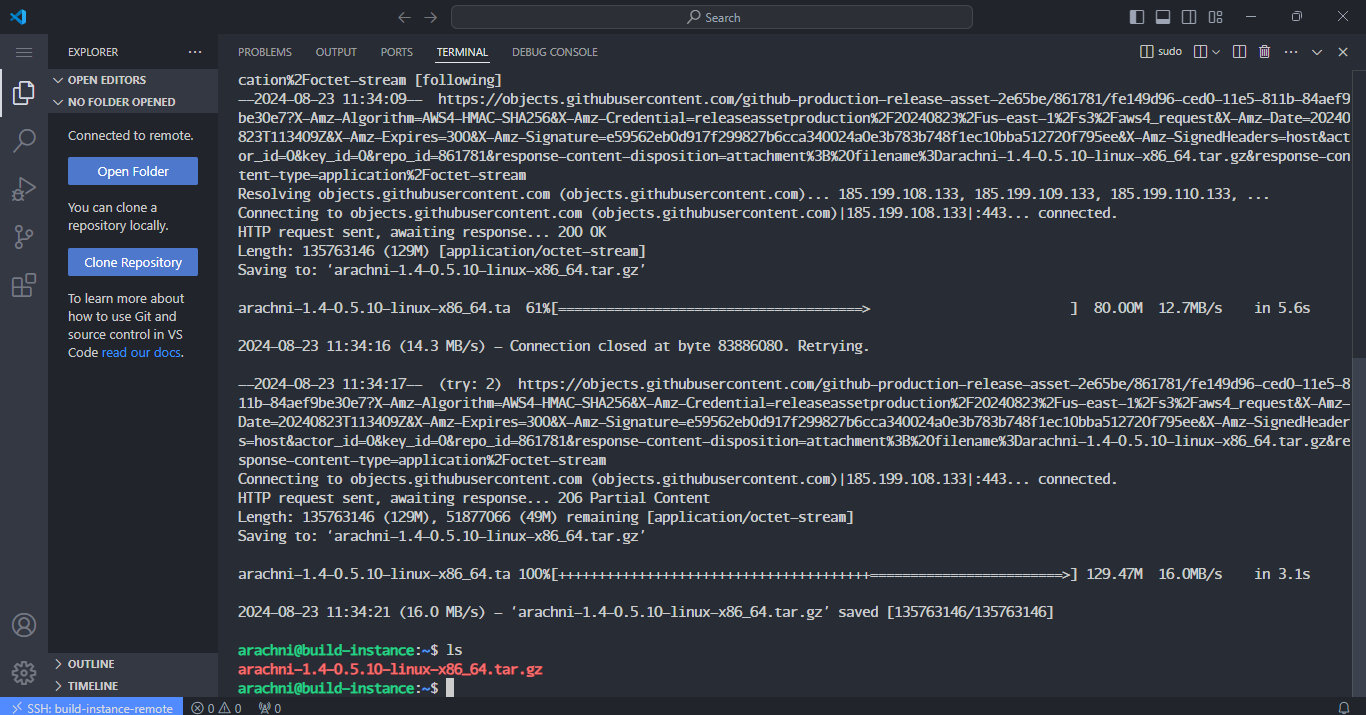 Search
EXPLORER
PROBLEMS OUTPUT PORTS TERMINAL DEBUG CONSOLE
sudo
OPEN EDITORS
NO FOLDER OPENED
Connected to remote.
Open Folder
You can clone a
repository locally.
Clone Repository
To learn more about
how to use Git and
source control in VS
Code read our docs.
OUTLINE
TIMELINE
cation%2Foctet-stream [following]
--2024-08-23 11:34:09--  https://objects.githubusercontent.com/github-production-release-asset-2e65be/861781/fe149d96-ced0-11e5-811b-84aef9
be30e7?X-Amz-Algorithm=AWS4-HMAC-SHA256&X-Amz-Credential=releaseassetproduction%2F20240823%2Fus-east-1%2Fs3%2Faws4_request&X-Amz-Date=20240
823T113409Z&X-Amz-Expires=300&X-Amz-Signature=e59562eb0d917f299827b6cca340024a0e3b783b748f1ec10bba512720f795ee&X-Amz-SignedHeaders=host&act
or_id=0&key_id=0&repo_id=861781&response-content-disposition=attachment%3B%20filename%3Darachni-1.4-0.5.10-linux-x86_64.tar.gz&response-con
tent-type=application%2Foctet-stream
Resolving objects.githubusercontent.com (objects.githubusercontent.com)... 185.199.108.133, 185.199.109.133, 185.199.110.133, ...
Connecting to objects.githubusercontent.com (objects.githubusercontent.com)|185.199.108.133|:443... connected.
HTTP request sent, awaiting response... 200 OK
Length: 135763146 (129M) [application/octet-stream]
Saving to: ‘arachni-1.4-0.5.10-linux-x86_64.tar.gz’
arachni-1.4-0.5.10-linux-x86_64.ta  61%[======================================>                         ]  80.00M  12.7MB/s    in 5.6s
2024-08-23 11:34:16 (14.3 MB/s) - Connection closed at byte 83886080. Retrying.
--2024-08-23 11:34:17--  (try: 2)  https://objects.githubusercontent.com/github-production-release-asset-2e65be/861781/fe149d96-ced0-11e5-8
11b-84aef9be30e7?X-Amz-Algorithm=AWS4-HMAC-SHA256&X-Amz-Credential=releaseassetproduction%2F20240823%2Fus-east-1%2Fs3%2Faws4_request&X-Amz-
Date=20240823T113409Z&X-Amz-Expires=300&X-Amz-Signature=e59562eb0d917f299827b6cca340024a0e3b783b748f1ec10bba512720f795ee&X-Amz-SignedHeader
s=host&actor_id=0&key_id=0&repo_id=861781&response-content-disposition=attachment%3B%20filename%3Darachni-1.4-0.5.10-linux-x86_64.tar.gz&re
sponse-content-type=application%2Foctet-stream
Connecting to objects.githubusercontent.com (objects.githubusercontent.com)|185.199.108.133|:443... connected.
HTTP request sent, awaiting response... 206 Partial Content
Length: 135763146 (129M), 51877066 (49M) remaining [application/octet-stream]
Saving to: ‘arachni-1.4-0.5.10-linux-x86_64.tar.gz’
arachni-1.4-0.5.10-linux-x86_64.ta 100%[+++++++++++++++++++++++++++++++++++++++========================>] 129.47M  16.0MB/s    in 3.1s
2024-08-23 11:34:21 (16.0 MB/s) - ‘arachni-1.4-0.5.10-linux-x86_64.tar.gz’ saved [135763146/135763146]
arachni@build-instance:~$ ls
arachni-1.4-0.5.10-linux-x86_64.tar.gz
arachni@build-instance:~$
SSH: build-instance-remote 0 0 0